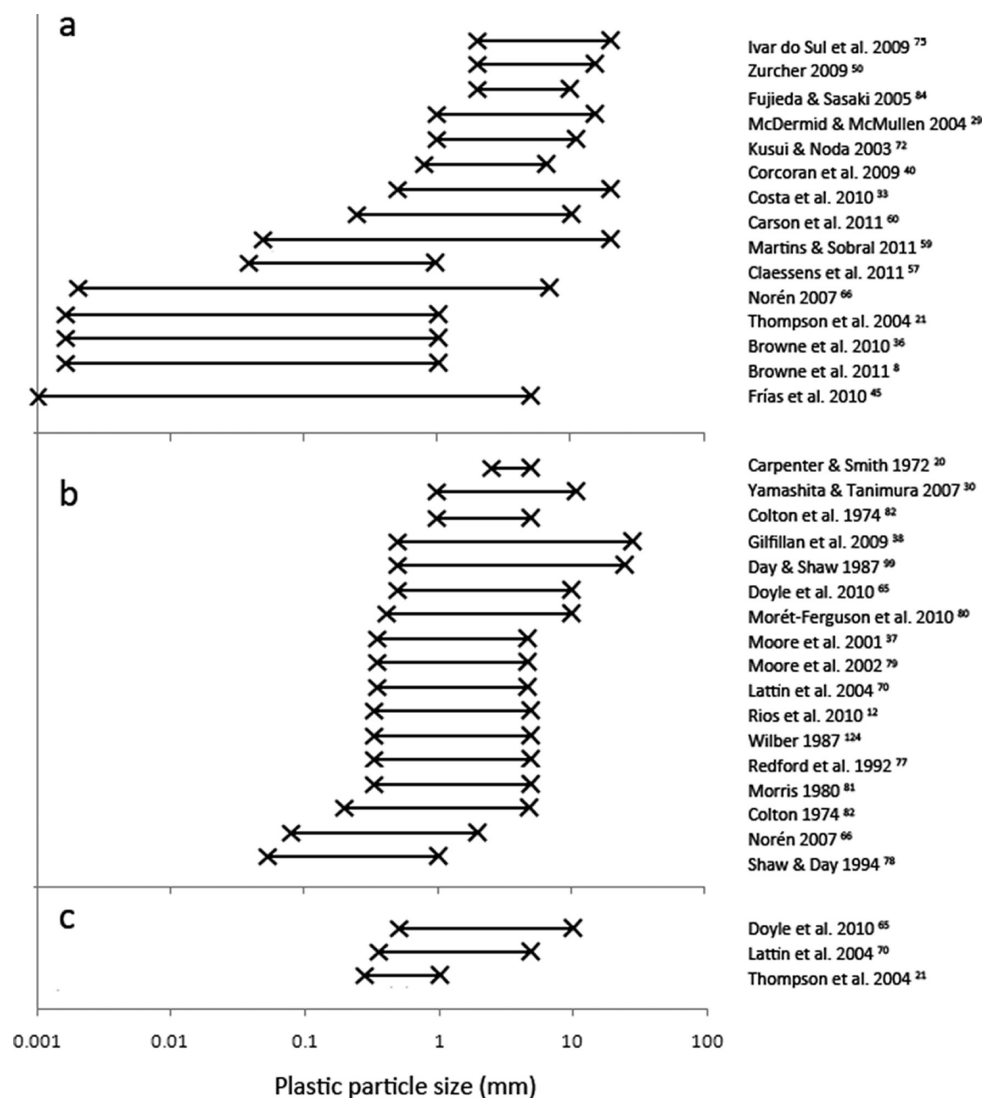 a
Ivar do Sul et al. 2009 75
Zurcher 2009 50
Fujieda & Sasaki 2005 84
McDermid & McMullen 2004 29
Kusui & Noda 2003 72
Corcoran et al. 2009 40
Costa et al. 2010 33
Carson et al. 2011 60
Martins & Sobral 2011 59
Claessens et al. 2011 57
Norén 2007 66
Thompson et al. 2004 21
Browne et al. 2010 36
Browne et al. 2011 8
Frías et al. 2010 45
0.001 0.01 0.1 1 10 100
b
Carpenter & Smith 1972 20
Yamashita & Tanimura 2007 30
Colton et al. 1974 82
Gilfillan et al. 2009 38
Day & Shaw 1987 99
Doyle et al. 2010 65
Morét-Ferguson et al. 2010 80
Moore et al. 2001 37
Moore et al. 2002 79
Lattin et al. 2004 70
Rios et al. 2010 12
Wilber 1987 124
Redford et al. 1992 77
Morris 1980 81
Colton 1974 82
Norén 2007 66
Shaw & Day 1994 78
c
Doyle et al. 2010 65
Lattin et al. 2004 70
Thompson et al. 2004 21
0.001 0.01 0.1 1 10 100
Plastic particle size (mm)